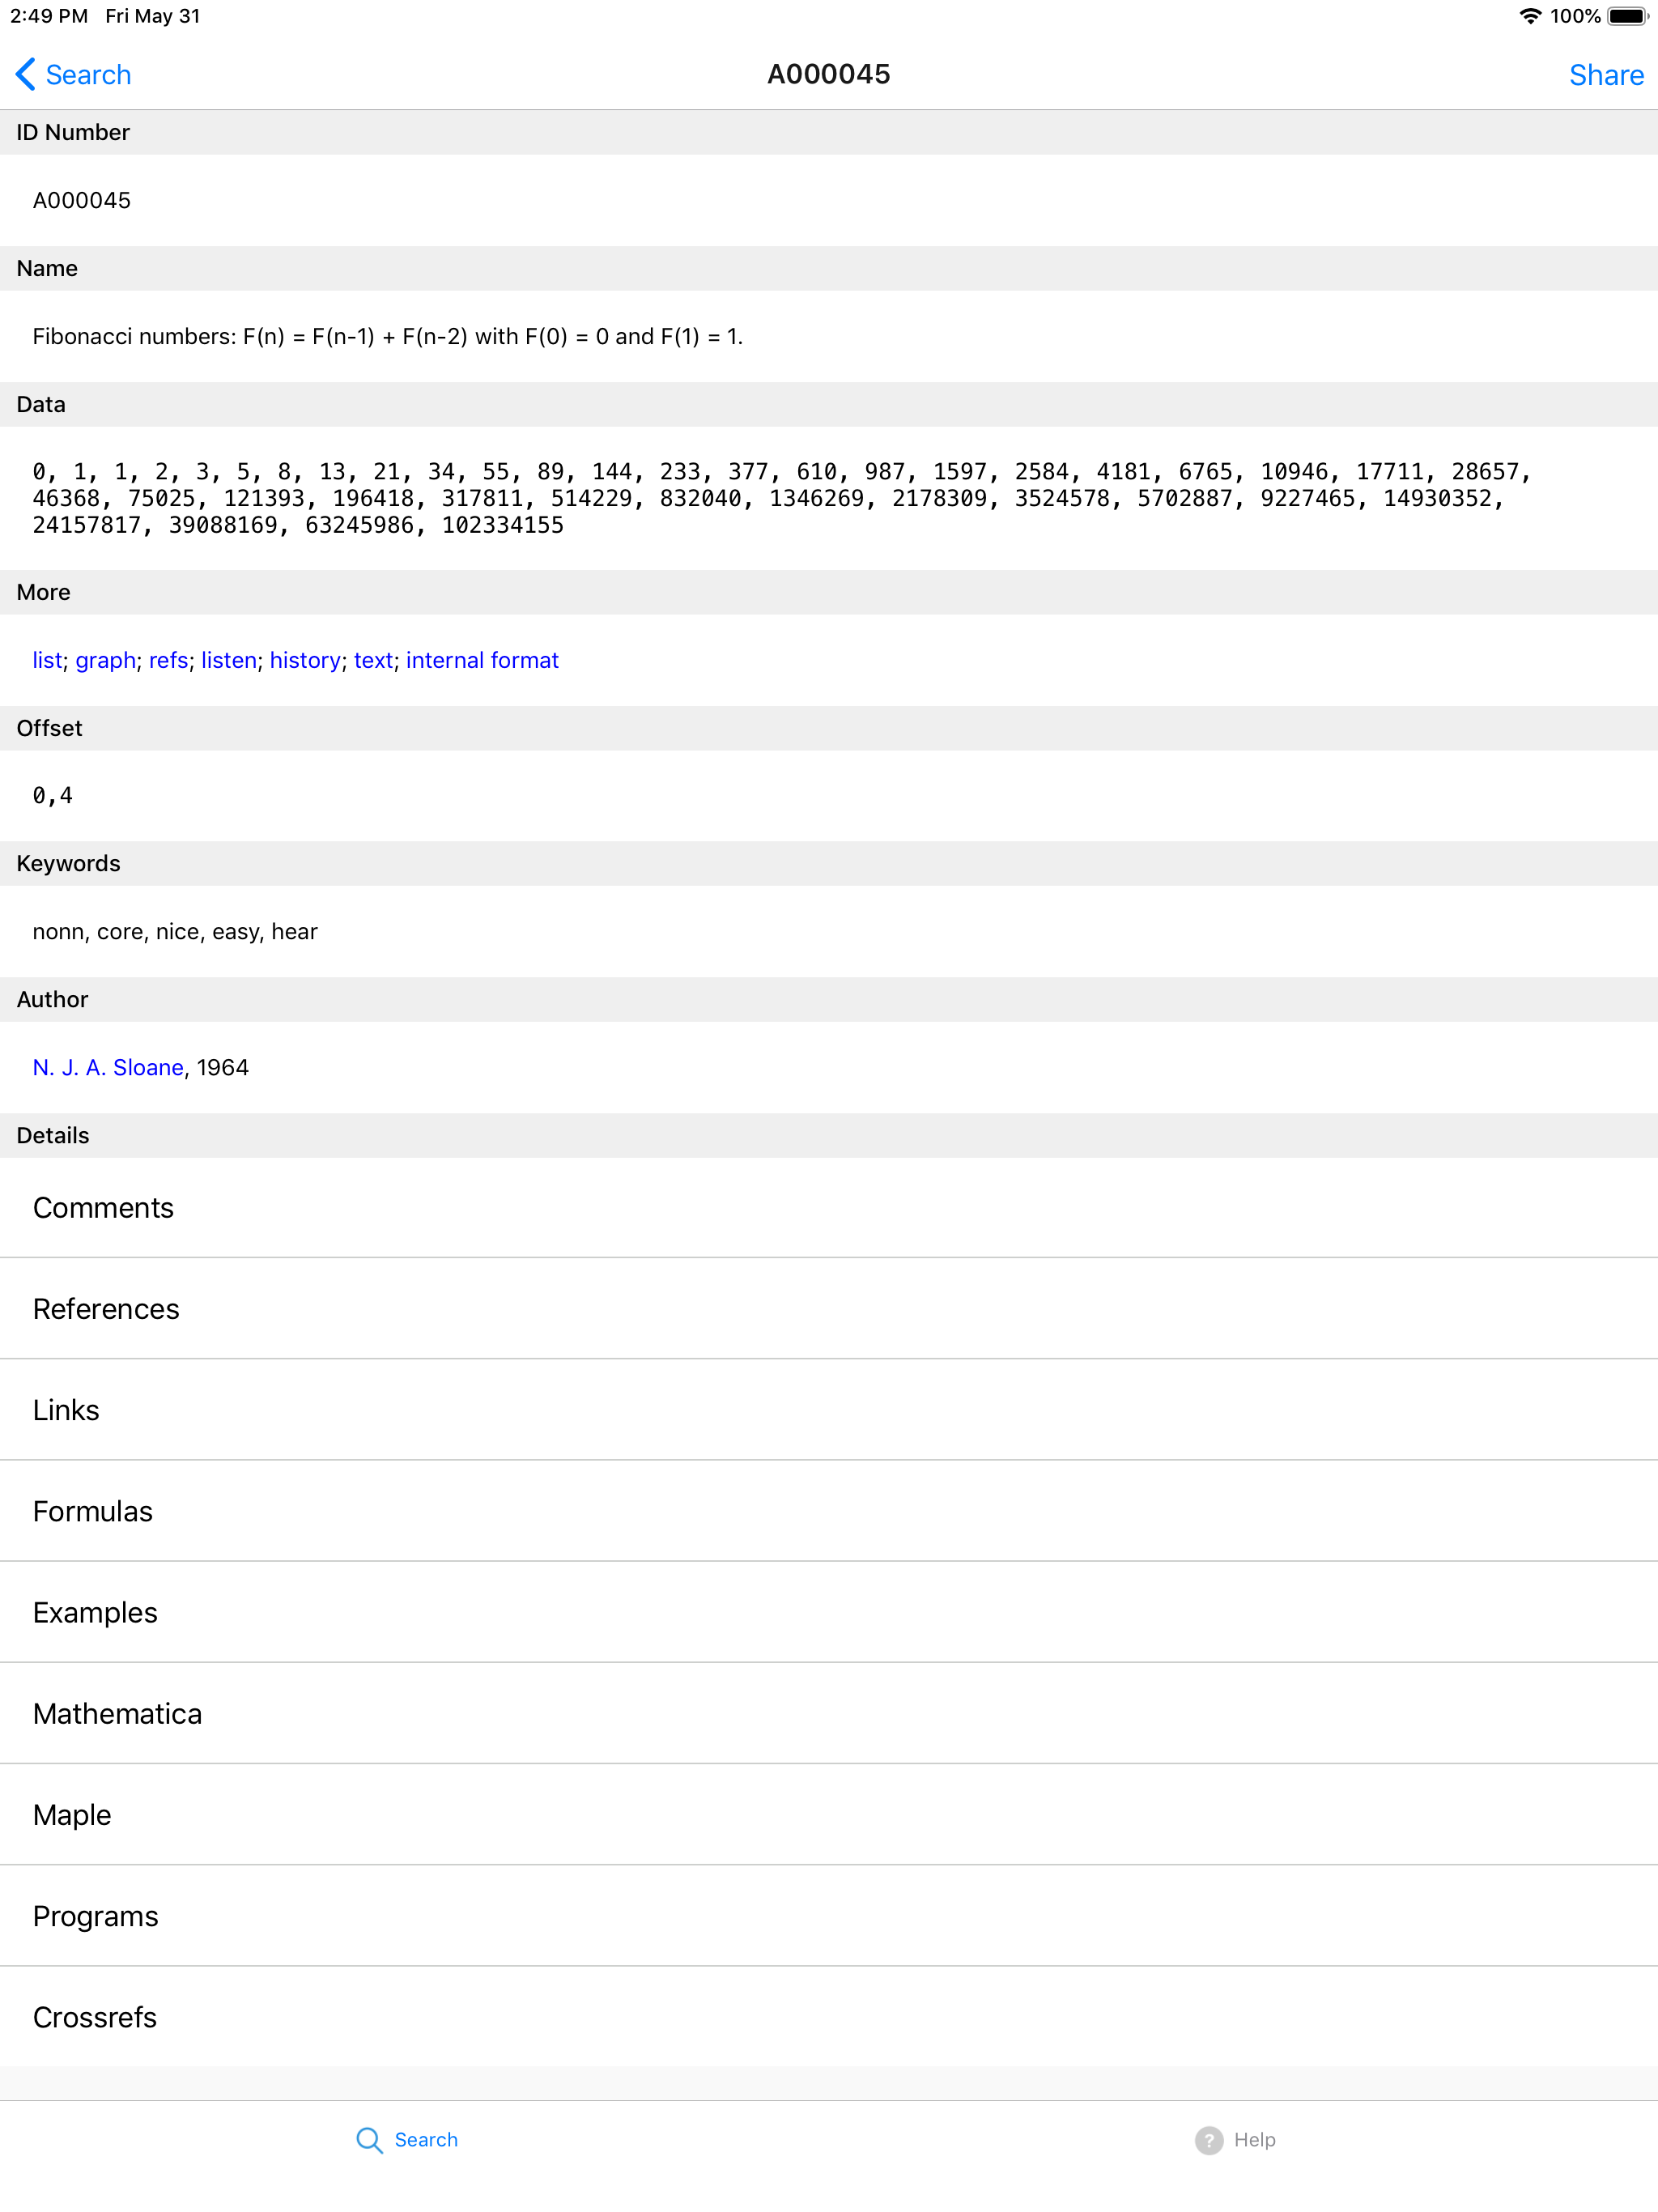 2:49 PM Fri May 31 100%
Search A000045 Share
ID Number
A000045
Name
Fibonacci numbers: F(n) = F(n-1) + F(n-2) with F(0) = 0 and F(1) = 1.
Data
0, 1, 1, 2, 3, 5, 8, 13, 21, 34, 55, 89, 144, 233, 377, 610, 987, 1597, 2584, 4181, 6765, 10946, 17711, 28657,
46368, 75025, 121393, 196418, 317811, 514229, 832040, 1346269, 2178309, 3524578, 5702887, 9227465, 14930352,
24157817, 39088169, 63245986, 102334155
More
list; graph; refs; listen; history; text; internal format
Offset
0,4
Keywords
nonn, core, nice, easy, hear
Author
N. J. A. Sloane, 1964
Details
Comments
References
Links
Formulas
Examples
Mathematica
Maple
Programs
Crossrefs
Search ? Help